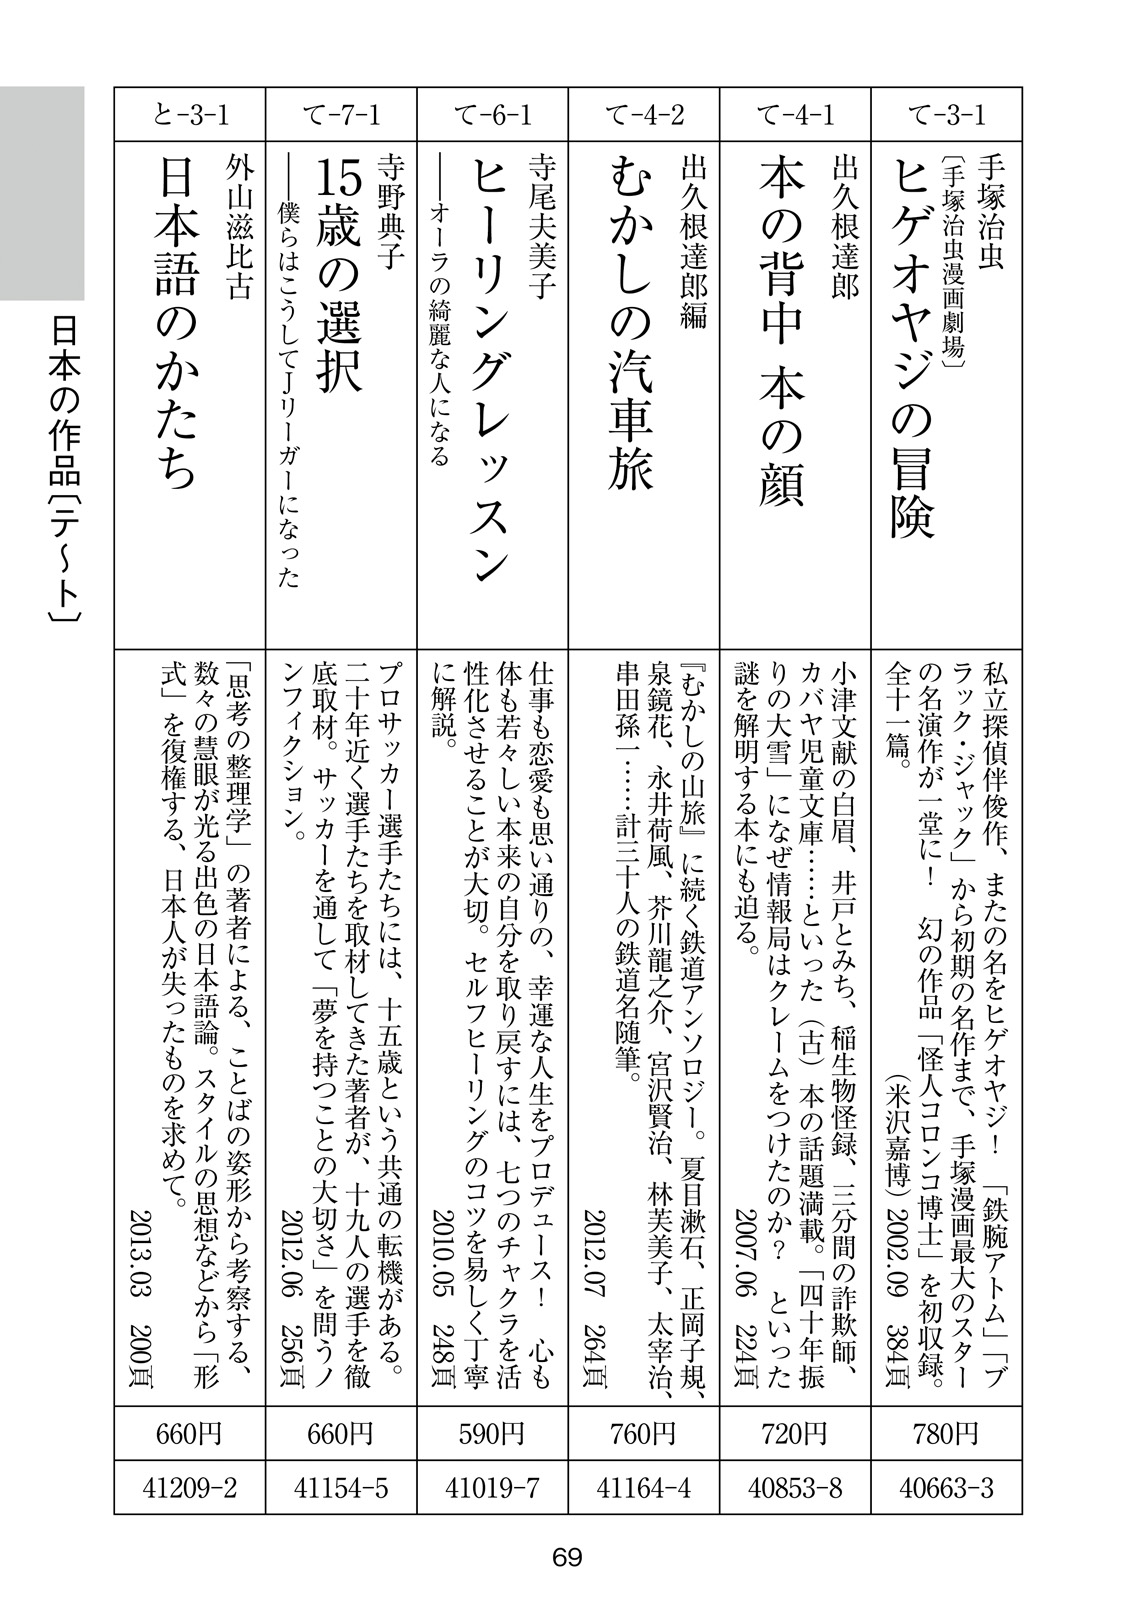 て-3-1
手塚治虫
〔手塚治虫漫画劇場〕
ヒゲオヤジの冒険
私立探偵伴俊作、またの名をヒゲオヤジ！　「鉄腕アトム」「ブ
ラック・ジャック」から初期の名作まで、手塚漫画最大のスター
の名演作が一堂に！　幻の作品「怪人コロンコ博士」を初収録。
全十一篇。　（米沢嘉博）2002.09　384頁
780円
40663-3
て-4-1
出久根達郎
本の背中 本の顔
小津文献の白眉、井戸とみち、稲生物怪録、三分間の詐欺師、
カバヤ児童文庫……といった（古）本の話題満載。「四十年振
りの大雪」になぜ情報局はクレームをつけたのか？　といった
謎を解明する本にも迫る。　2007.06　224頁
720円
40853-8
て-4-2
出久根達郎編
むかしの汽車旅
『むかしの山旅』に続く鉄道アンソロジー。夏目漱石、正岡子規、
泉鏡花、永井荷風、芥川龍之介、宮沢賢治、林芙美子、太宰治、
串田孫一……計三十人の鉄道名随筆。
2012.07　264頁
760円
41164-4
て-6-1
寺尾夫美子
ヒーリングレッスン
――オーラの綺麗な人になる
仕事も恋愛も思い通りの、幸運な人生をプロデュース！　心も
体も若々しい本来の自分を取り戻すには、七つのチャクラを活
性化させることが大切。セルフヒーリングのコツを易しく丁寧
に解説。　2010.05　248頁
590円
41019-7
て-7-1
寺野典子
15歳の選択
――僕らはこうしてJリーガーになった
プロサッカー選手たちには、十五歳という共通の転機がある。
二十年近く選手たちを取材してきた著者が、十九人の選手を徹
底取材。サッカーを通して「夢を持つことの大切さ」を問うノ
ンフィクション。　2012.06　256頁
660円
41154-5
と-3-1
外山滋比古
日本語のかたち
「思考の整理学」の著者による、ことばの姿形から考察する、
数々の慧眼が光る出色の日本語論。スタイルの思想などから「形
式」を復権する、日本人が失ったものを求めて。
2013.03　200頁
660円
41209-2
日本の作品〔テ～ト〕
69